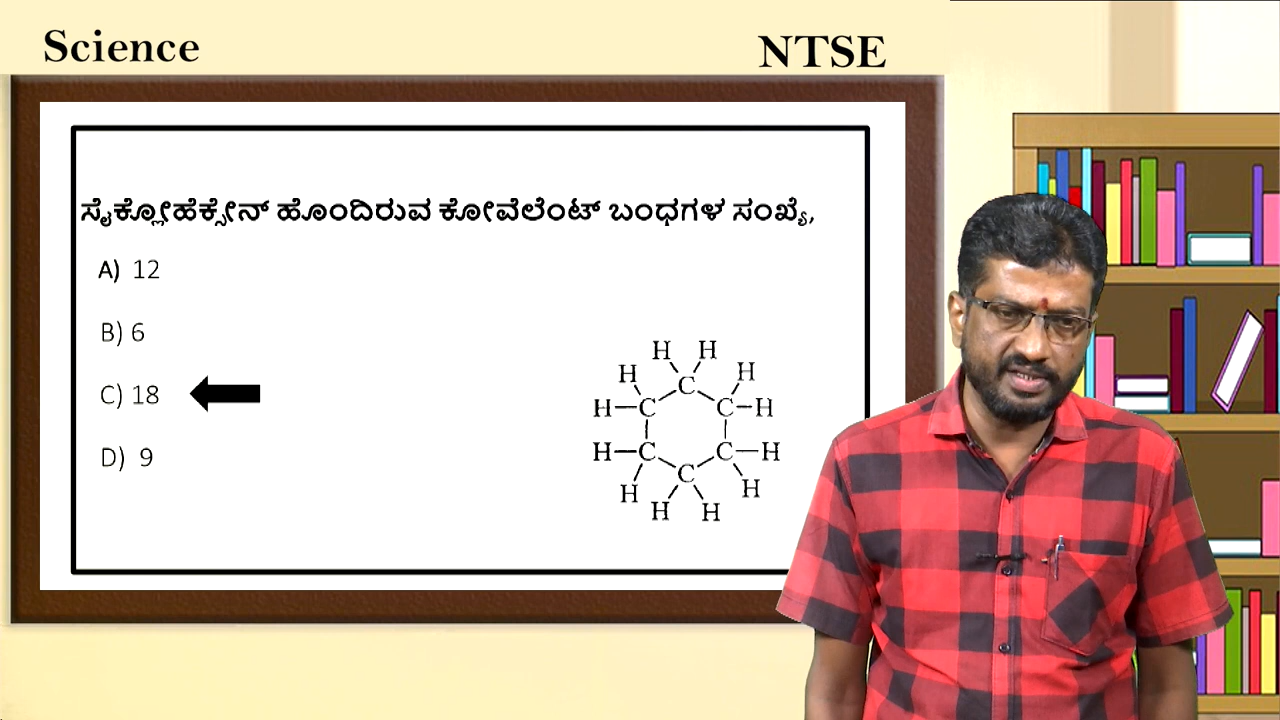 Science
NTSE
ಸೈಕ್ಲೋಹೆಕ್ಸೇನ್ ಹೊಂದಿರುವ ಕೋವೆಲೆಂಟ್ ಬಂಧಗಳ ಸಂಖ್ಯೆ,
A) 12
B) 6
C) 18
D) 9
H H
H C H
H—C C—H
H—C C—H
H C H
H H